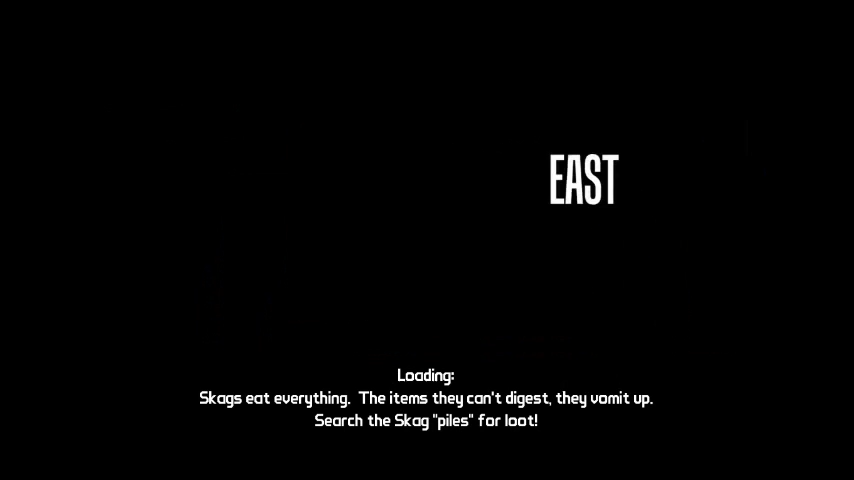 EAST
Loading:
Skags eat everything.  The items they can't digest, they vomit up.
Search the Skag "piles" for loot!